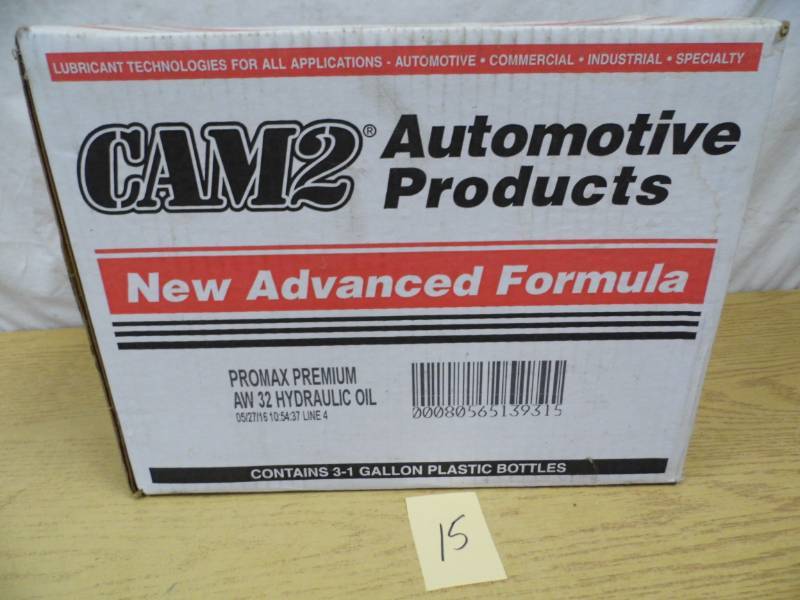 LUBRICANT TECHNOLOGIES FOR ALL APPLICATIONS - AUTOMOTIVE • COMMERCIAL • INDUSTRIAL • SPECIALTY
CAM2® Automotive
Products
New Advanced Formula
PROMAX PREMIUM
AW 32 HYDRAULIC OIL
05/27/16 10:54:37 LINE 4
00080565139315
CONTAINS 3-1 GALLON PLASTIC BOTTLES
15